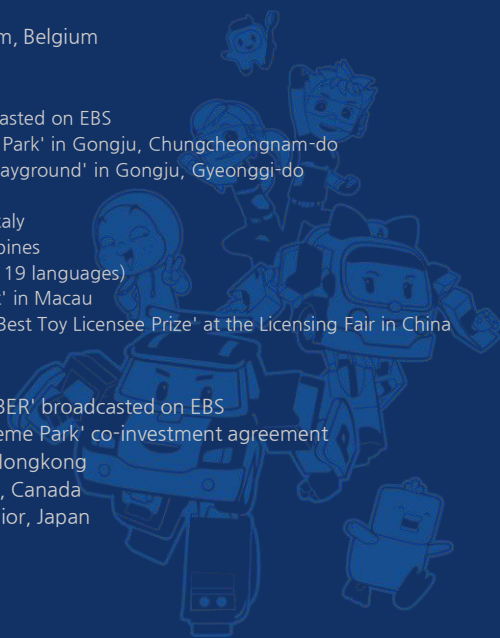 m, Belgium
asted on EBS
Park' in Gongju, Chungcheongnam-do
ayground' in Gongju, Gyeonggi-do
taly
pines
19 languages)
t' in Macau
Best Toy Licensee Prize' at the Licensing Fair in China
BER' broadcasted on EBS
eme Park' co-investment agreement
Hongkong
, Canada
ior, Japan